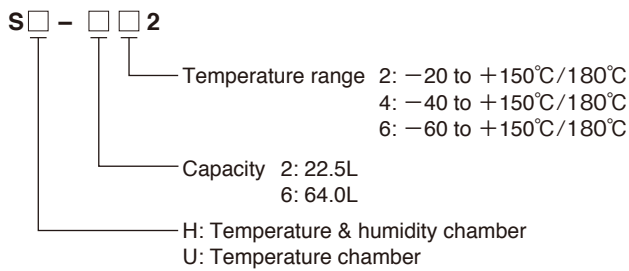 S□ – □□2
Temperature range 2: −20 to +150℃/180℃
4: −40 to +150℃/180℃
6: −60 to +150℃/180℃
Capacity 2: 22.5L
6: 64.0L
H: Temperature & humidity chamber
U: Temperature chamber